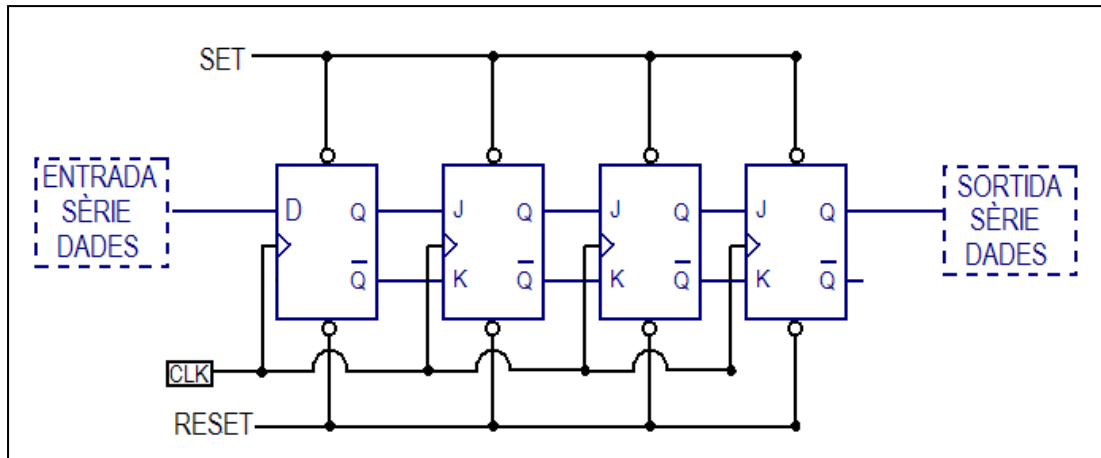 SET
ENTRADA
SÈRIE
DADES
D Q
Q̅
J Q
K Q̅
J Q
K Q̅
J Q
K Q̅
SORTIDA
SÈRIE
DADES
CLK
RESET